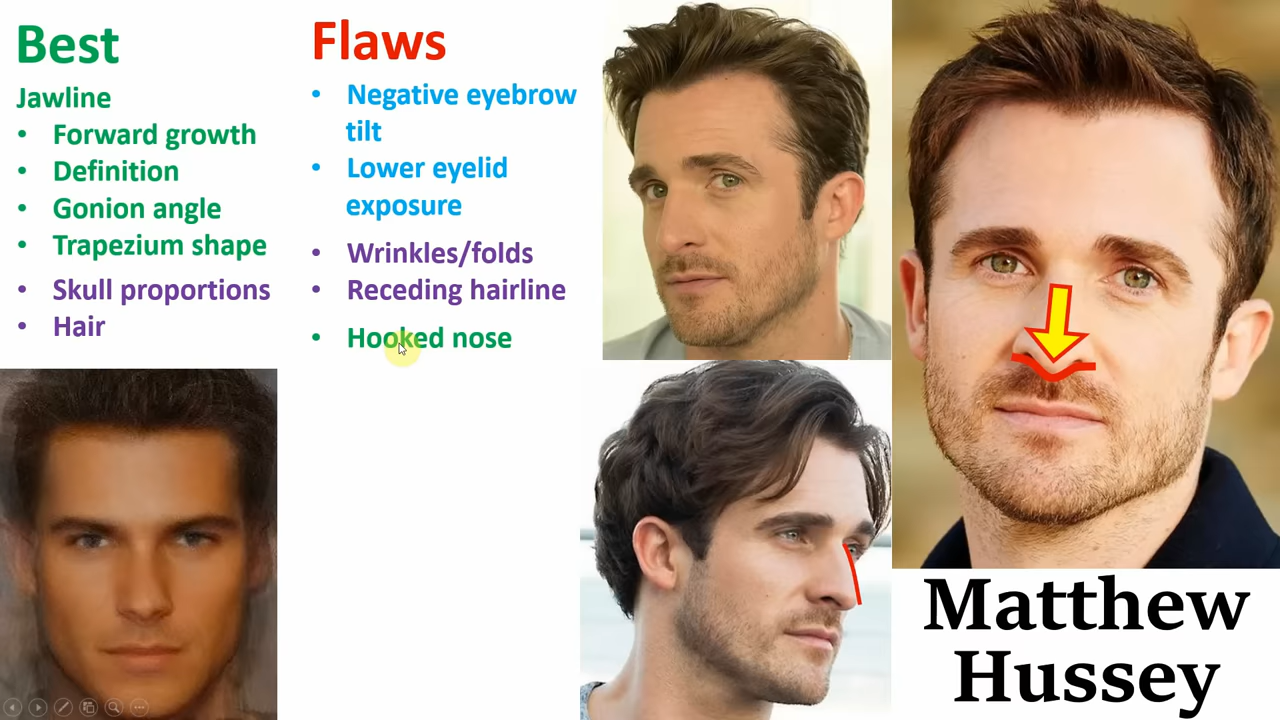 Best
Jawline
• Forward growth
• Definition
• Gonion angle
• Trapezium shape
• Skull proportions
• Hair
Flaws
• Negative eyebrow
tilt
• Lower eyelid
exposure
• Wrinkles/folds
• Receding hairline
• Hooked nose
Matthew
Hussey